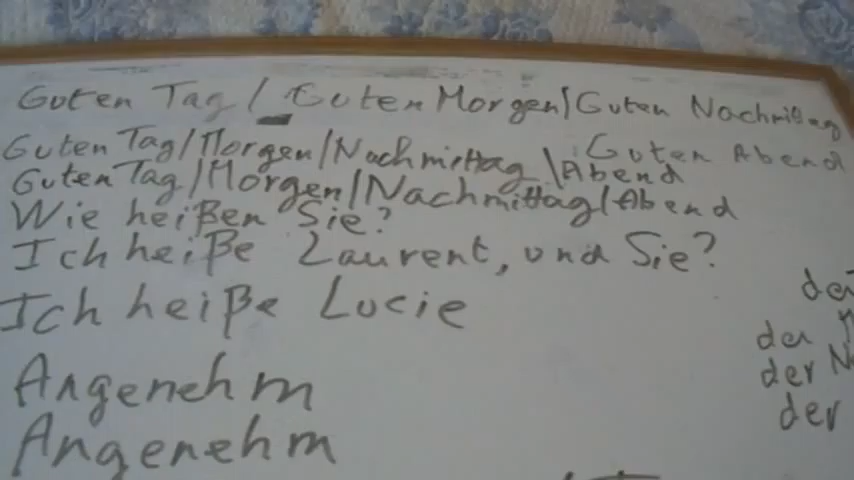 Guten Tag / Guten Morgen/Guten Nachmittag
Guten Abend
Guten Tag/Morgen/Nachmittag \Abend
Guten Tag/Morgen/Nachmittag/Abend
Wie heißen Sie?
Ich heiße Laurent, und Sie?
Ich heiße Lucie
Angenehm
Angenehm
der
der N
der